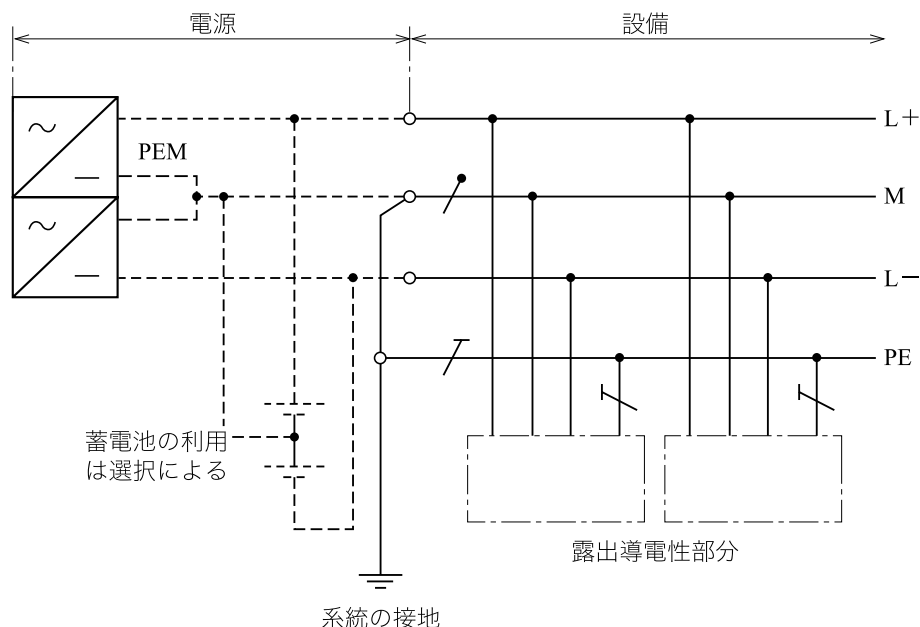 電源
設備
L+
PEM
M
L−
PE
蓄電池の利用
は選択による
露出導電性部分
系統の接地